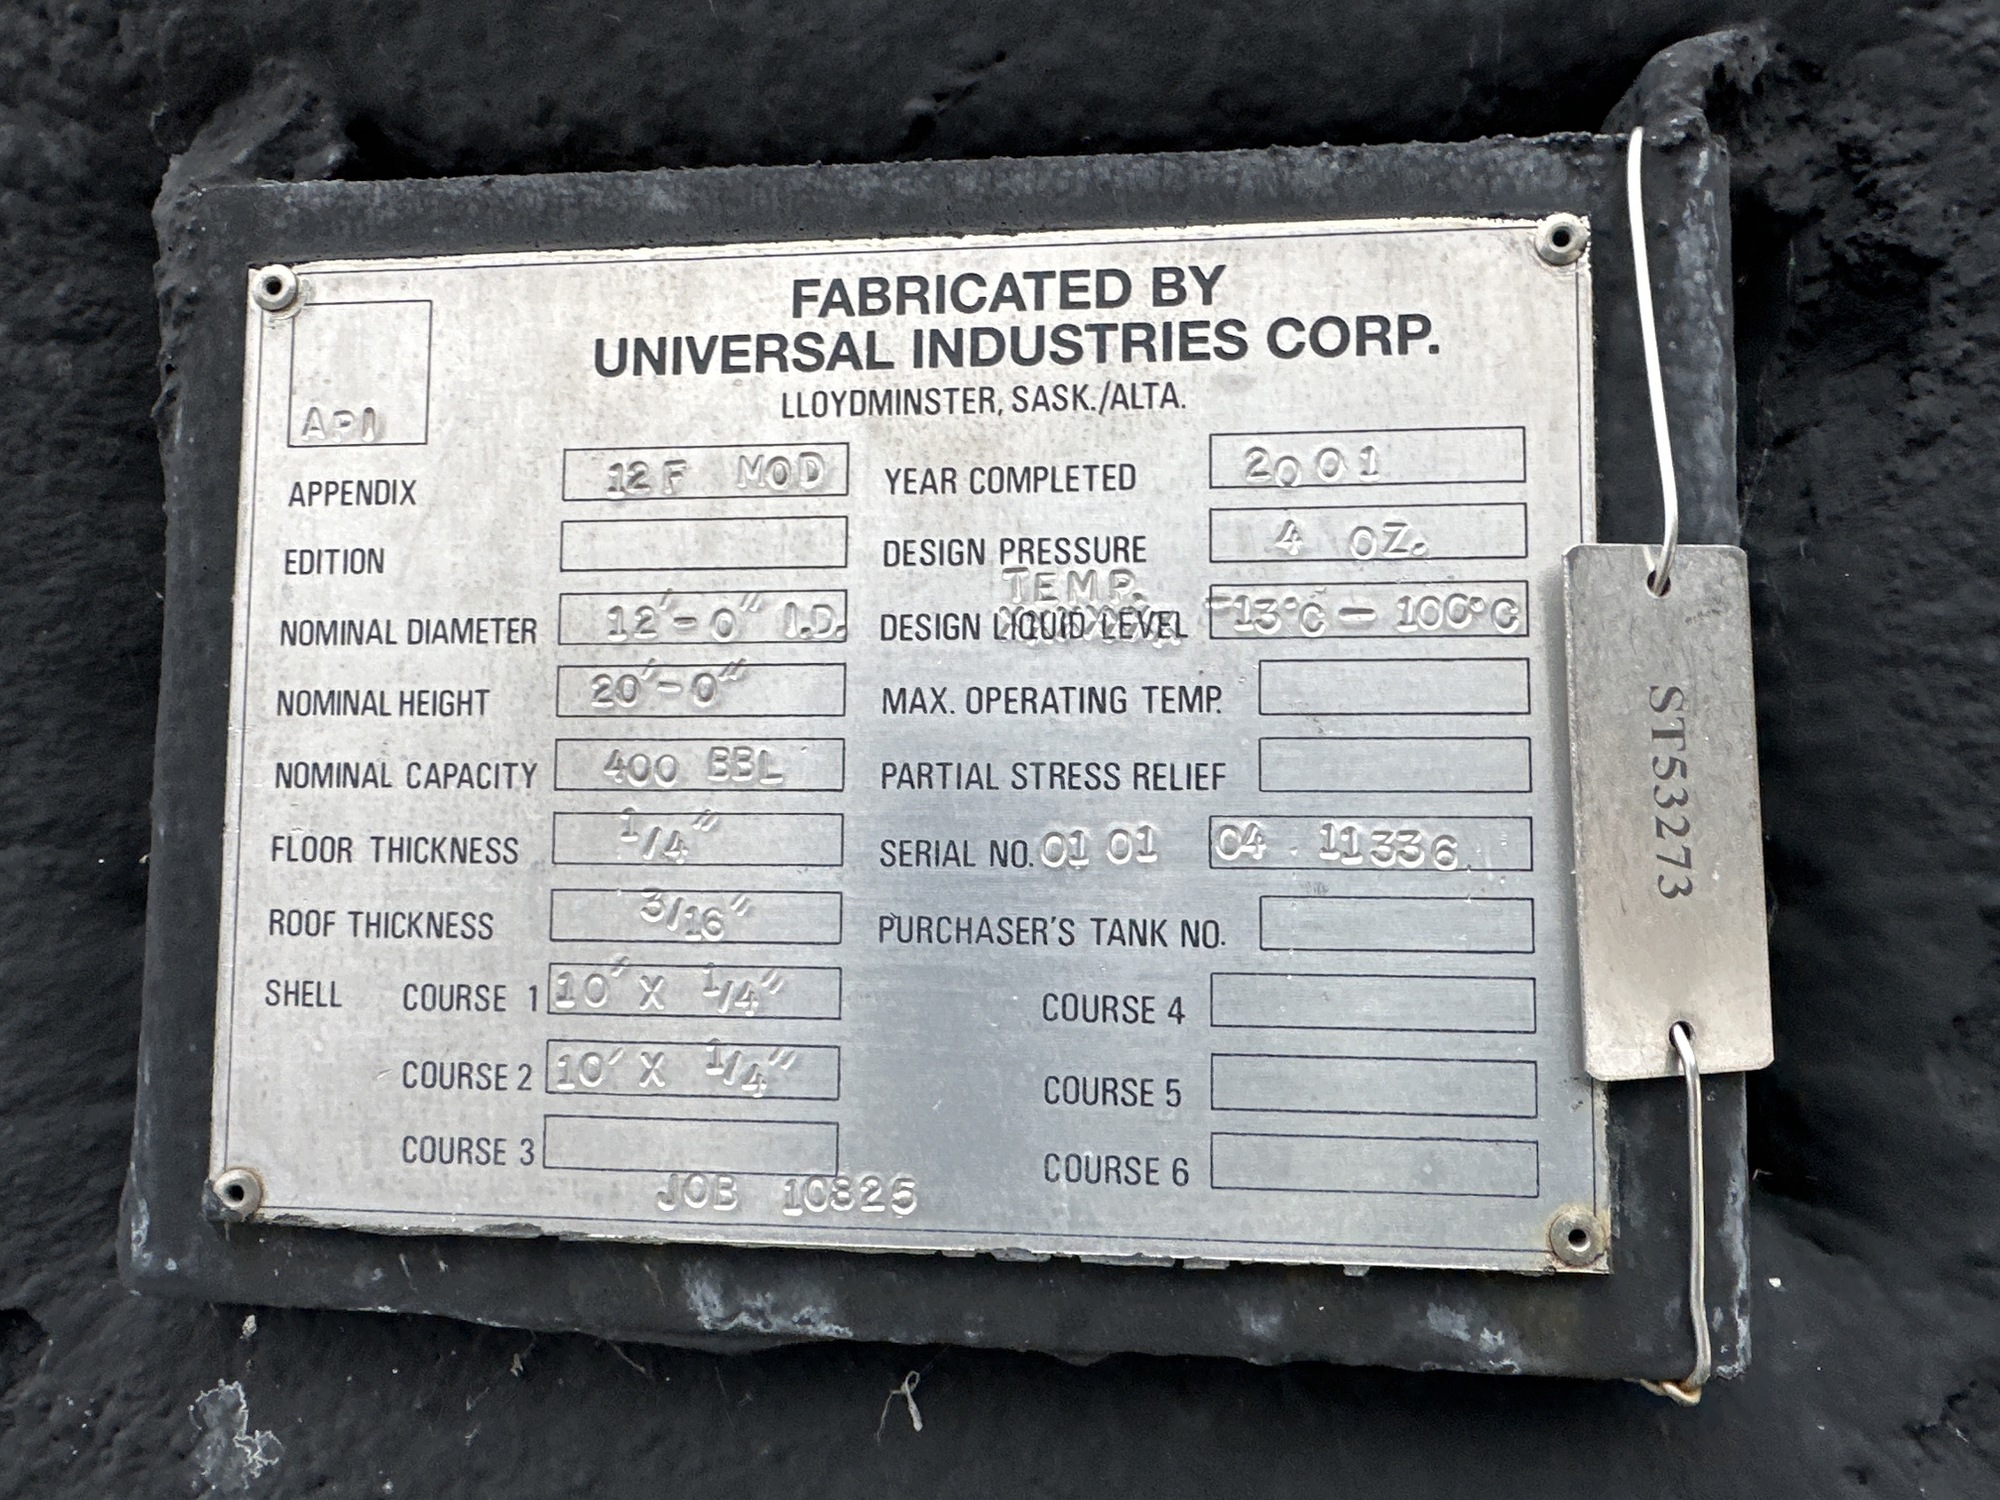 FABRICATED BY
UNIVERSAL INDUSTRIES CORP.
LLOYDMINSTER, SASK./ALTA.
API
APPENDIX 12F MOD
EDITION
NOMINAL DIAMETER 12'-0" I.D.
NOMINAL HEIGHT 20'-0"
NOMINAL CAPACITY 400 BBL
FLOOR THICKNESS 1/4"
ROOF THICKNESS 3/16"
SHELL COURSE 1 10' X 1/4"
COURSE 2 10' X 1/4"
COURSE 3
JOB 10825
YEAR COMPLETED 2001
DESIGN PRESSURE 4 OZ.
TEMP.
DESIGN LIQUID LEVEL -13°C - 100°C
MAX. OPERATING TEMP.
PARTIAL STRESS RELIEF
SERIAL NO. 01 01 04 . 11336
PURCHASER'S TANK NO.
COURSE 4
COURSE 5
COURSE 6
ST53273